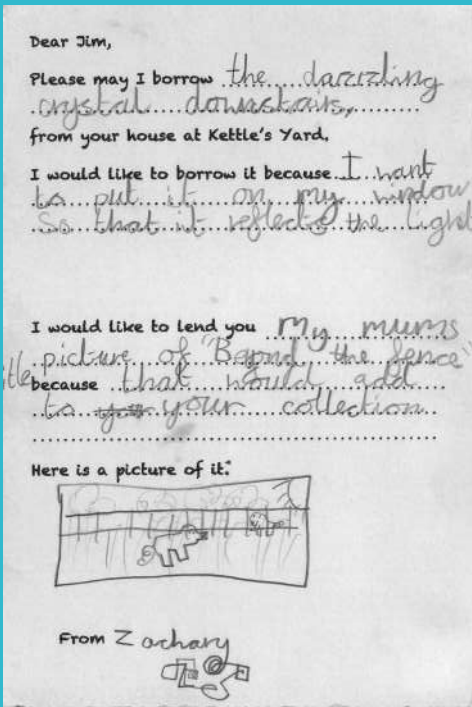 Dear Jim,
Please may I borrow the dazzling
crystal downstairs,
from your house at Kettle's Yard.
I would like to borrow it because I want
to put it on my window
So that it reflects the light
I would like to lend you My mums
picture of "Beyond the fence"
because that would add
to your collection
Here is a picture of it:
From Zachary